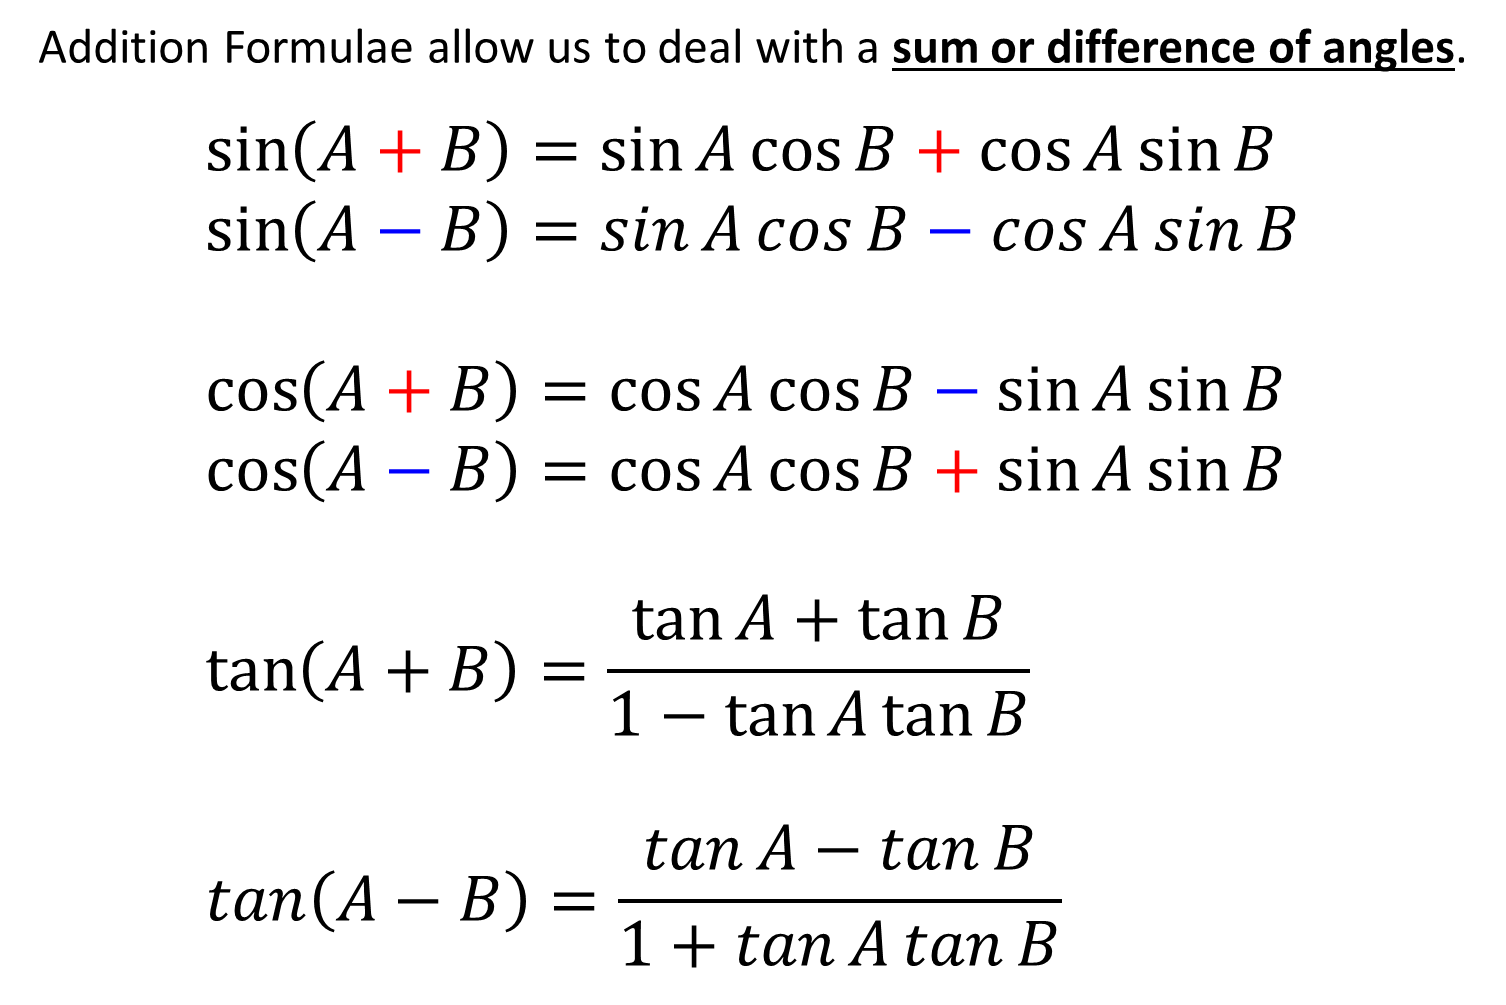 Addition Formulae allow us to deal with a sum or difference of angles.
sin(A + B) = sin A cos B + cos A sin B
sin(A − B) = sin A cos B − cos A sin B
cos(A + B) = cos A cos B − sin A sin B
cos(A − B) = cos A cos B + sin A sin B
tan(A + B) = (tan A + tan B) / (1 − tan A tan B)
tan(A − B) = (tan A − tan B) / (1 + tan A tan B)